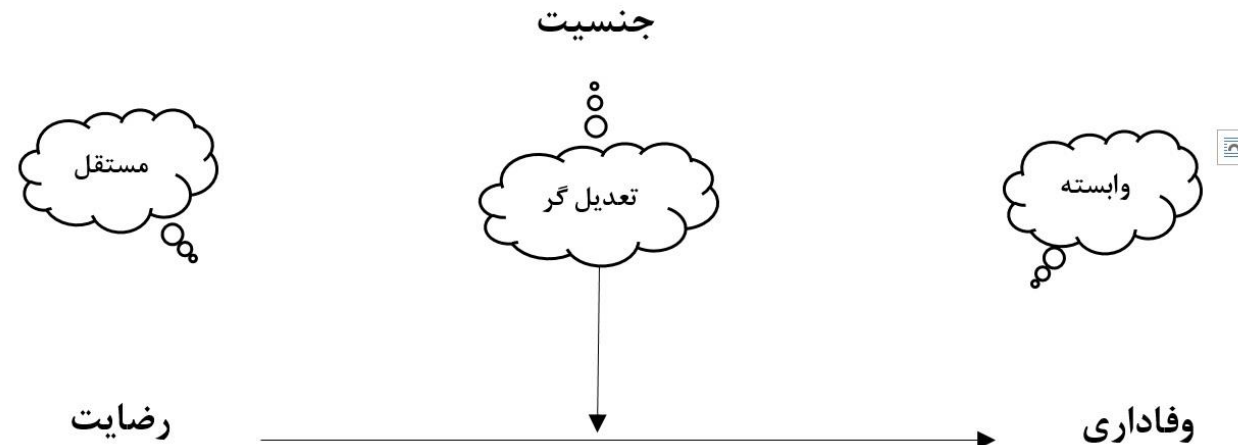 جنسیت
مستقل
تعدیل گر
وابسته
رضایت
وفاداری